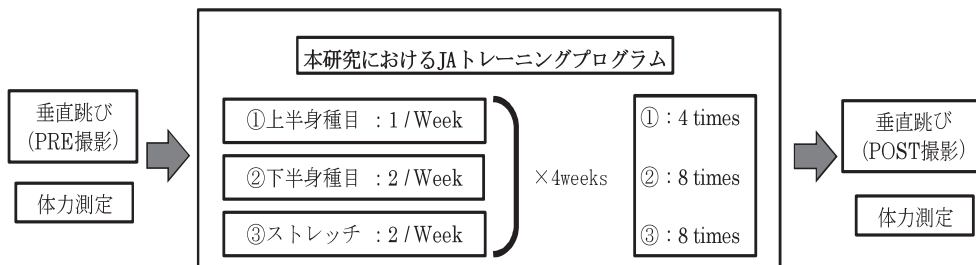 本研究におけるJAトレーニングプログラム
垂直跳び
(PRE撮影)
体力測定
①上半身種目 : 1/Week
②下半身種目 : 2/Week
③ストレッチ : 2/Week
×4weeks
① : 4 times
② : 8 times
③ : 8 times
垂直跳び
(POST撮影)
体力測定